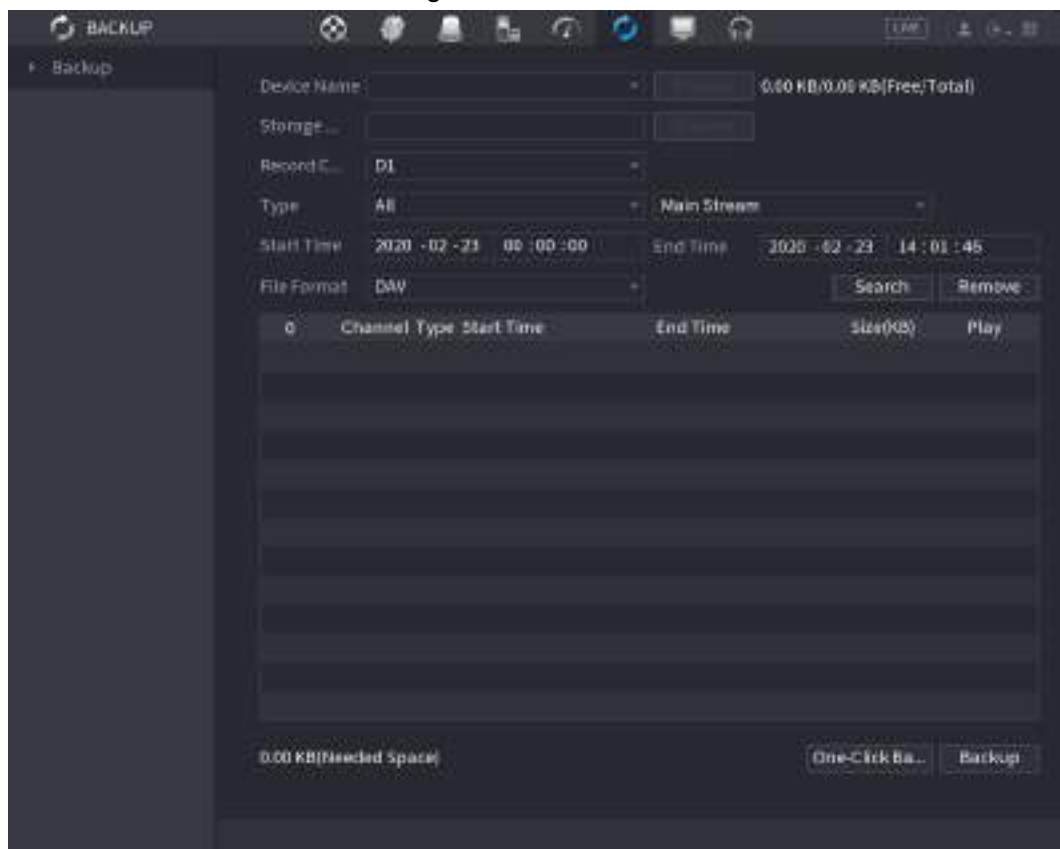 BACKUP LIVE
Backup
Device Name 0.00 KB/0.00 KB(Free/Total)
Storage...
Record C... D1
Type All Main Stream
Start Time 2020 -02 -23 00 :00 :00 End Time 2020 -02 -23 14 : 01 : 46
File Format DAV Search Remove
0 Channel Type Start Time End Time Size(KB) Play
0.00 KB(Needed Space) One-Click Ba... Backup